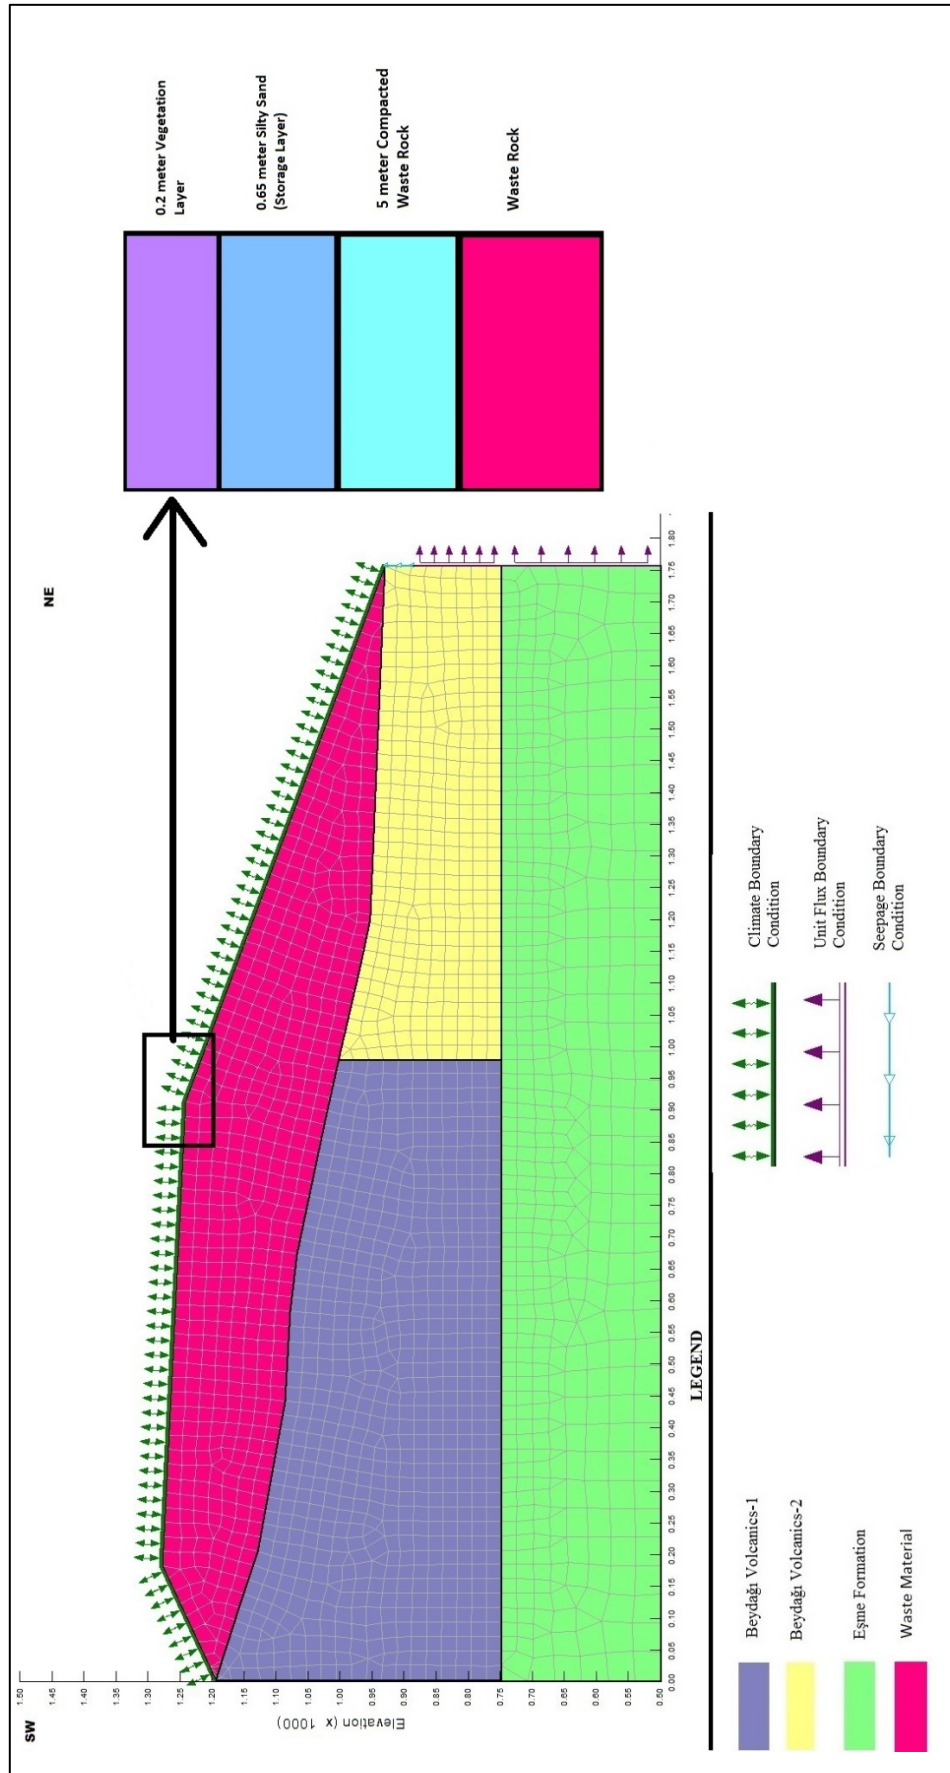 SW
NE
0.2 meter Vegetation
Layer
0.65 meter Silty Sand
(Storage Layer)
5 meter Compacted
Waste Rock
Waste Rock
Elevation (x 1000)
1.50
1.45
1.40
1.35
1.30
1.25
1.20
1.15
1.10
1.05
1.00
0.95
0.90
0.85
0.80
0.75
0.70
0.65
0.60
0.55
0.50
0.00 0.05 0.10 0.15 0.20 0.25 0.30 0.35 0.40 0.45 0.50 0.55 0.60 0.65 0.70 0.75 0.80 0.85 0.90 0.95 1.00 1.05 1.10 1.15 1.20 1.25 1.30 1.35 1.40 1.45 1.50 1.55 1.60 1.65 1.70 1.75 1.80
LEGEND
Beydağı Volcanics-1
Beydağı Volcanics-2
Eşme Formation
Waste Material
Climate Boundary
Condition
Unit Flux Boundary
Condition
Seepage Boundary
Condition